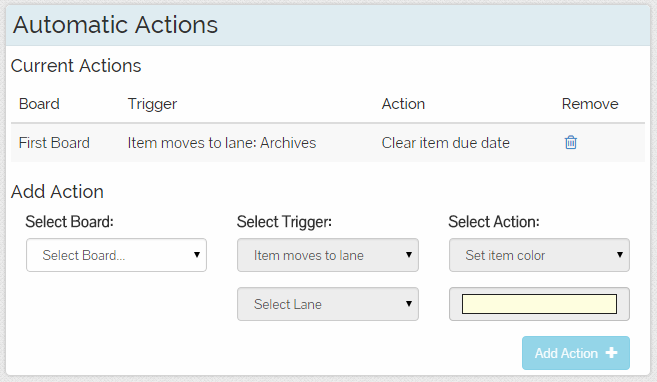 Automatic Actions
Current Actions
Board Trigger Action Remove
First Board Item moves to lane: Archives Clear item due date
Add Action
Select Board: Select Trigger: Select Action:
Select Board... Item moves to lane Set item color
Select Lane
Add Action +